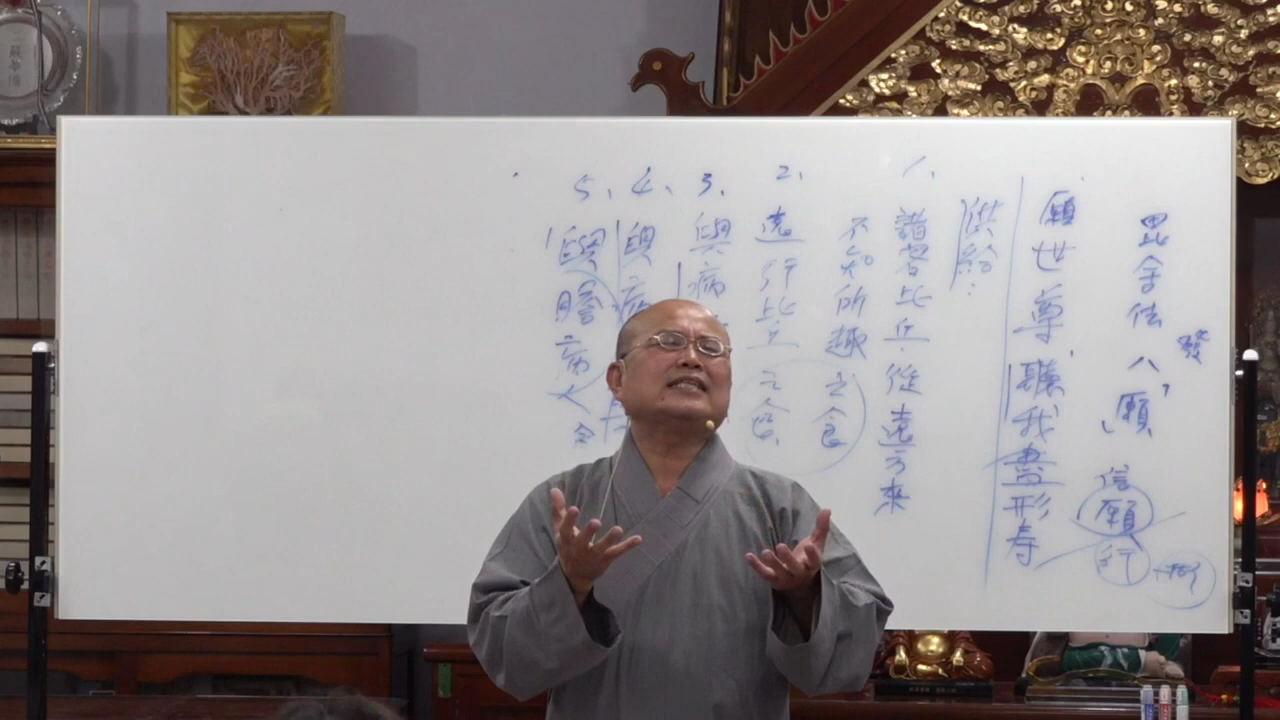 毘舍佉發八「願」
信願行
願世尊聽我盡形壽
供給：
1. 諸習比丘從遠方來
不知所趣之食
2. 遠行比丘之食
3. 與病
4. 與病
5. 與瞻病人食